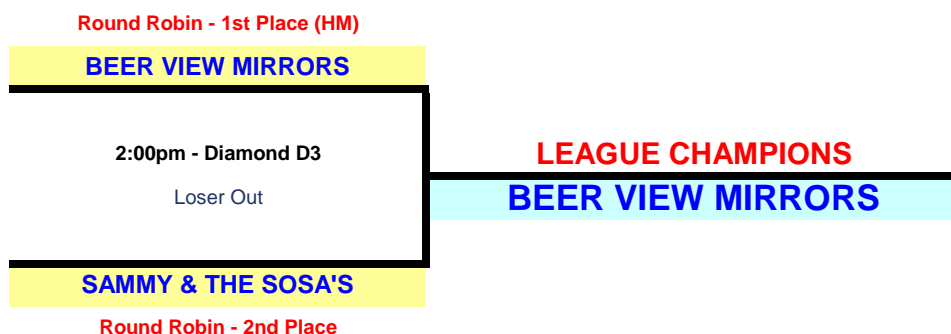 Round Robin - 1st Place (HM)
BEER VIEW MIRRORS
2:00pm - Diamond D3
Loser Out
LEAGUE CHAMPIONS
BEER VIEW MIRRORS
SAMMY & THE SOSA'S
Round Robin - 2nd Place